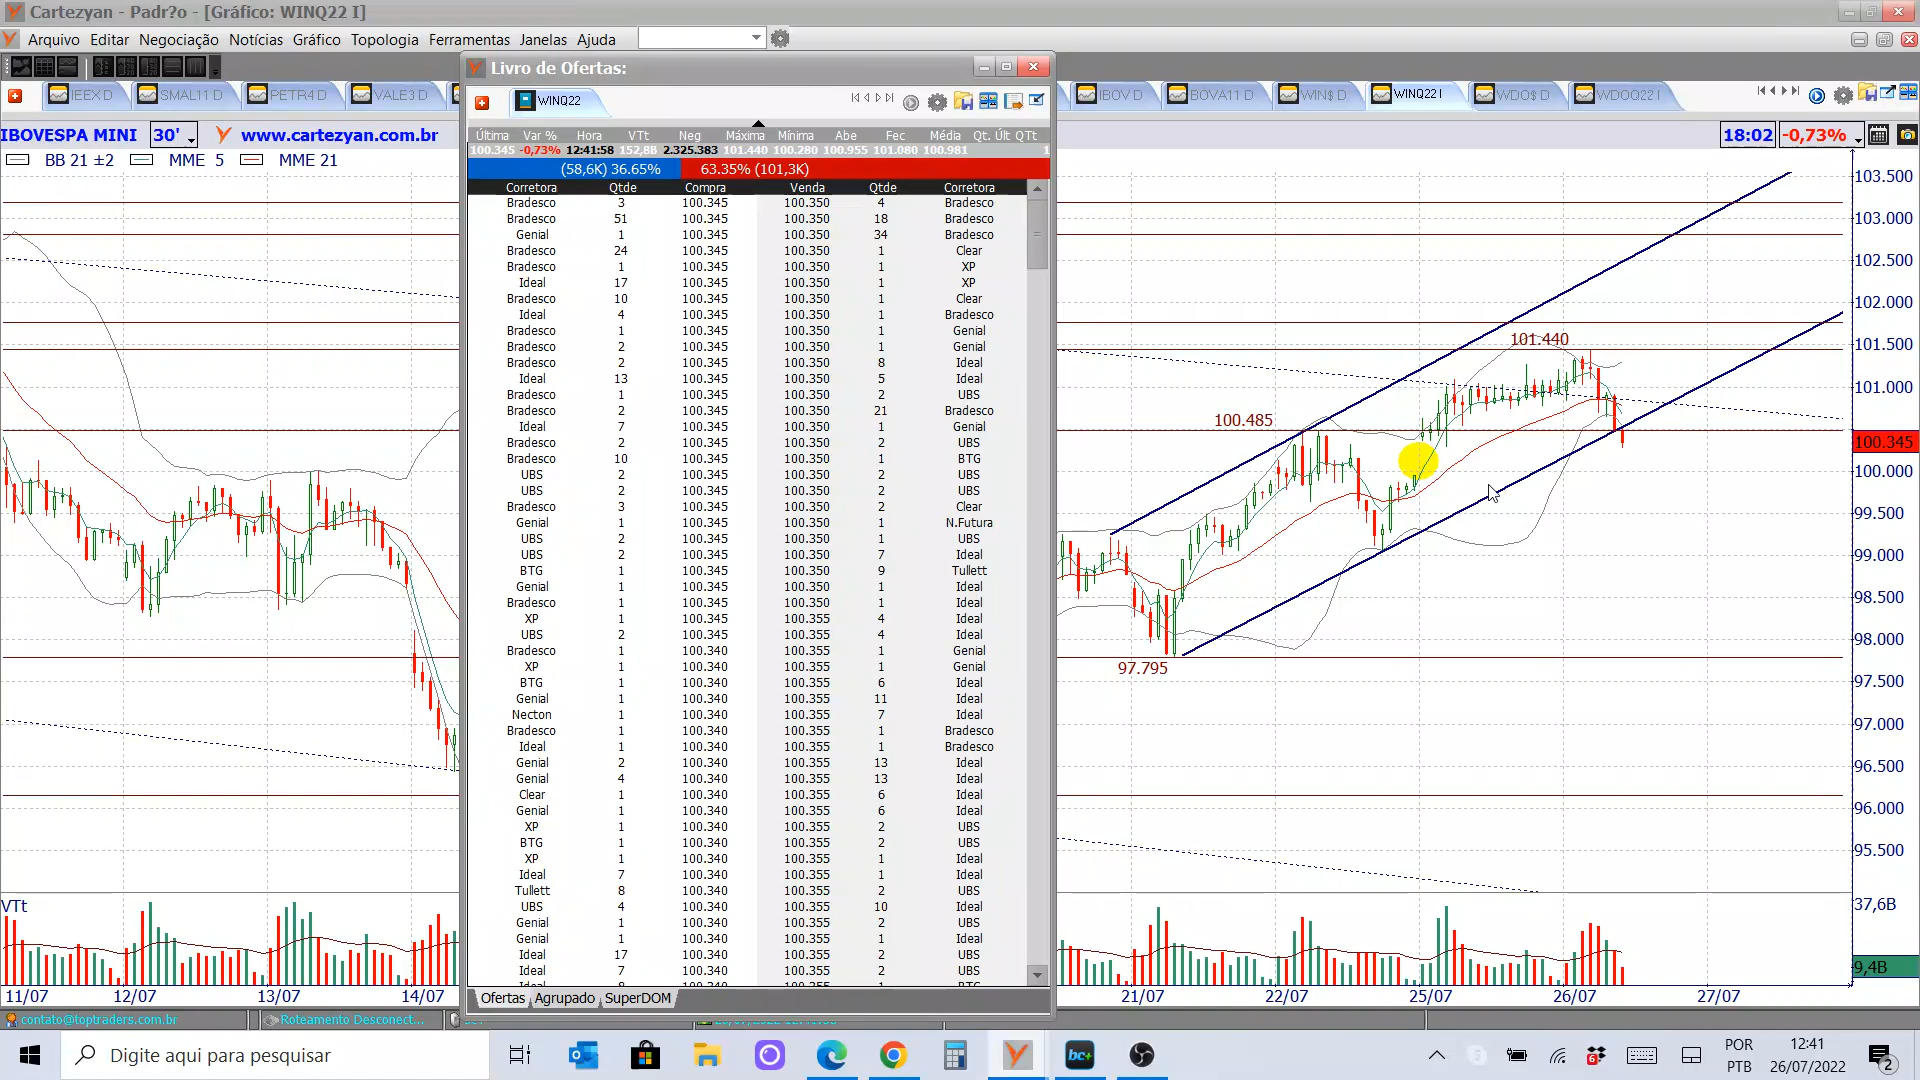 Cartezyan - Padr?o - [Gráfico: WINQ22 I]
Arquivo Editar Negociação Notícias Gráfico Topologia Ferramentas Janelas Ajuda
IEEX D SMAL11 D PETR4 D VALE3 D
IBOV D BOVA11 D WIN$ D WINQ22 I WDO$ D WDOQ22 I
IBOVESPA MINI 30' www.cartezyan.com.br
18:02 -0,73%
BB 21 ±2 MME 5 MME 21
Livro de Ofertas:
WINQ22
Última Var % Hora VTt Neg Máxima Mínima Abe Fec Média Qt. Últ QTt
100.345 -0,73% 12:41:58 152,8B 2.325.383 101.440 100.280 100.955 101.080 100.981 1
(58,6K) 36.65% 63.35% (101,3K)
Corretora Qtde Compra Venda Qtde Corretora
Bradesco 3 100.345 100.350 4 Bradesco
Bradesco 51 100.345 100.350 18 Bradesco
Genial 1 100.345 100.350 34 Bradesco
Bradesco 24 100.345 100.350 1 Clear
Bradesco 1 100.345 100.350 1 XP
Ideal 17 100.345 100.350 1 XP
Bradesco 10 100.345 100.350 1 Clear
Ideal 4 100.345 100.350 1 Bradesco
Bradesco 1 100.345 100.350 1 Genial
Bradesco 2 100.345 100.350 1 Genial
Bradesco 2 100.345 100.350 8 Ideal
Ideal 13 100.345 100.350 5 Ideal
Bradesco 1 100.345 100.350 2 UBS
Bradesco 2 100.345 100.350 21 Bradesco
Ideal 7 100.345 100.350 1 Genial
Bradesco 2 100.345 100.350 2 UBS
Bradesco 10 100.345 100.350 1 BTG
UBS 2 100.345 100.350 2 UBS
UBS 2 100.345 100.350 2 UBS
Bradesco 3 100.345 100.350 2 Clear
Genial 1 100.345 100.350 1 N.Futura
UBS 2 100.345 100.350 1 UBS
UBS 2 100.345 100.350 7 Ideal
BTG 1 100.345 100.350 9 Tullett
Genial 1 100.345 100.350 1 Ideal
Bradesco 1 100.345 100.350 1 Ideal
XP 1 100.345 100.355 4 Ideal
UBS 2 100.345 100.355 4 Ideal
Bradesco 1 100.340 100.355 1 Genial
XP 1 100.340 100.355 1 Genial
BTG 1 100.340 100.355 6 Ideal
Genial 1 100.340 100.355 11 Ideal
Necton 1 100.340 100.355 7 Ideal
Bradesco 1 100.340 100.355 1 Bradesco
Ideal 1 100.340 100.355 1 Bradesco
Genial 2 100.340 100.355 13 Ideal
Genial 4 100.340 100.355 13 Ideal
Clear 1 100.340 100.355 6 Ideal
Genial 1 100.340 100.355 6 Ideal
XP 1 100.340 100.355 2 UBS
BTG 1 100.340 100.355 2 UBS
XP 1 100.340 100.355 1 Ideal
Ideal 7 100.340 100.355 1 Ideal
Tullett 8 100.340 100.355 2 UBS
UBS 4 100.340 100.355 10 Ideal
Genial 1 100.340 100.355 2 UBS
Genial 1 100.340 100.355 1 Ideal
Ideal 17 100.340 100.355 2 UBS
Ideal 7 100.340 100.355 2 UBS
Ofertas Agrupado SuperDOM
103.500
103.000
102.500
102.000
101.500
101.000
100.345
100.000
99.500
99.000
98.500
98.000
97.500
97.000
96.500
96.000
95.500
101.440
100.485
97.795
VTt
37,6B
9,4B
11/07 12/07 13/07 14/07 21/07 22/07 25/07 26/07 27/07
contato@toptraders.com.br Roteamento Desconect...
Digite aqui para pesquisar
bc+
6
POR
PTB
12:41
26/07/2022
2